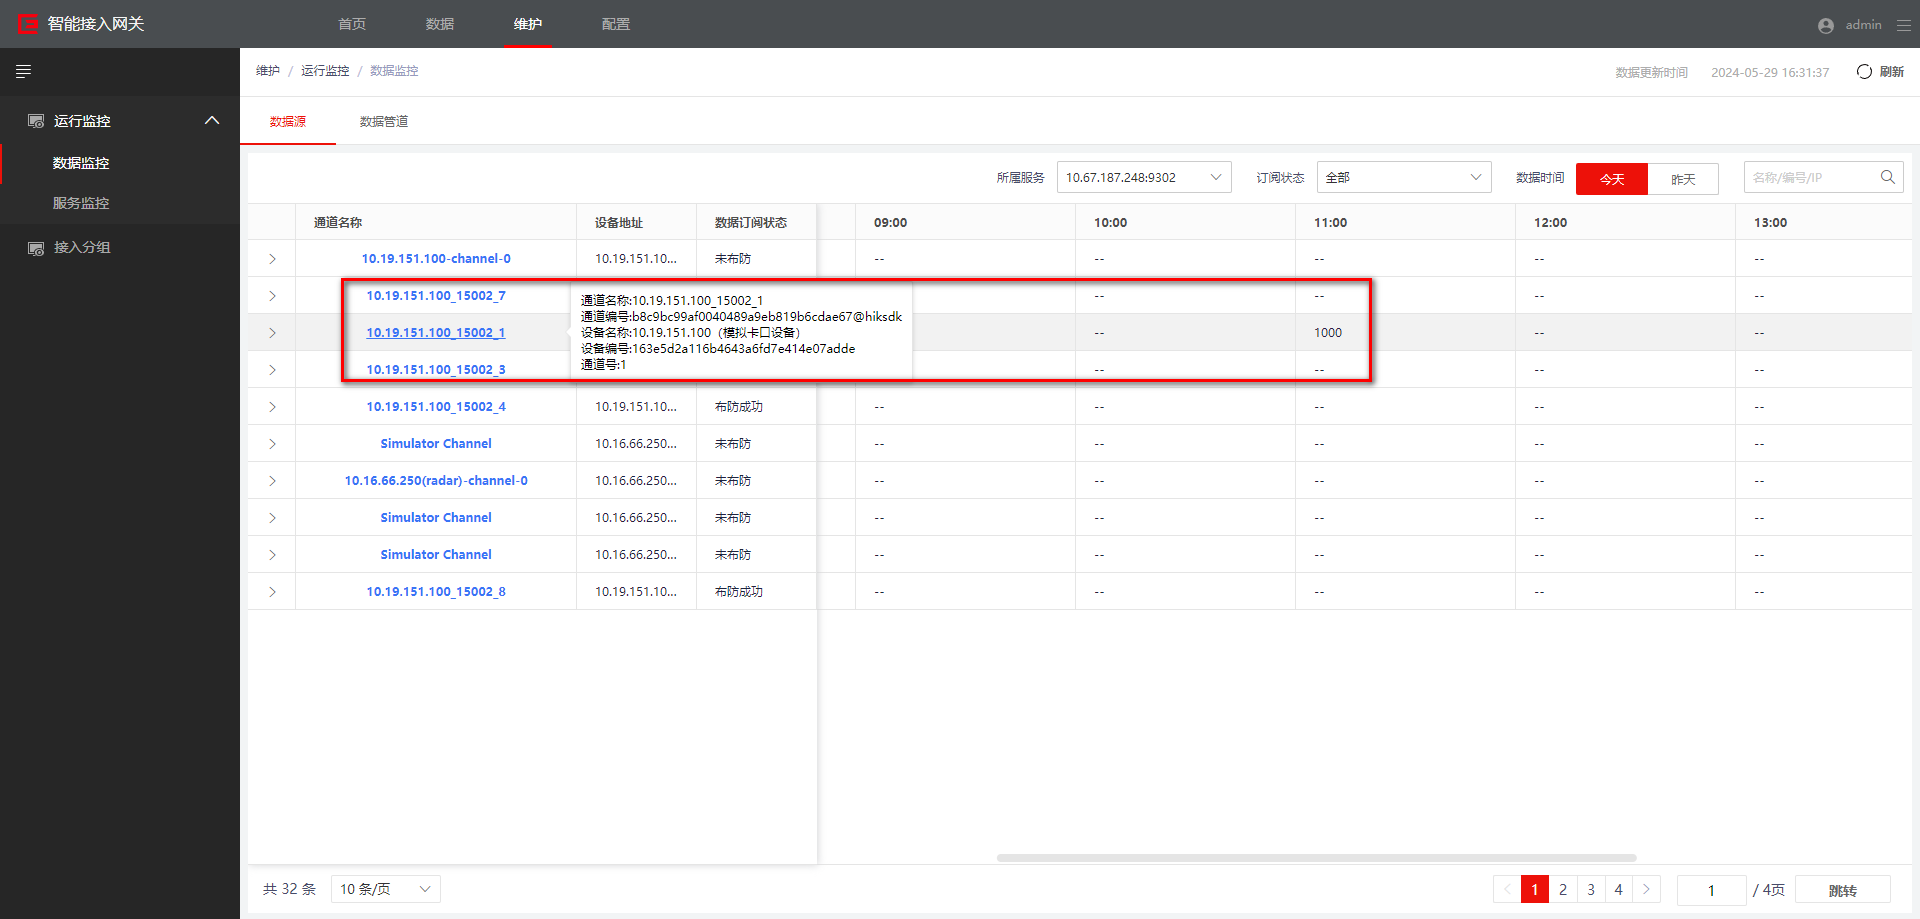 智能接入网关 首页 数据 维护 配置 admin
维护 / 运行监控 / 数据监控 数据更新时间 2024-05-29 16:31:37 刷新
运行监控
数据监控
服务监控
接入分组
数据源 数据管道
所属服务 10.67.187.248:9302 订阅状态 全部 数据时间 今天 昨天 名称/编号/IP
通道名称 设备地址 数据订阅状态 09:00 10:00 11:00 12:00 13:00
10.19.151.100-channel-0 10.19.151.10... 未布防 -- -- -- -- --
10.19.151.100_15002_7 -- -- -- --
10.19.151.100_15002_1 -- 1000 -- --
10.19.151.100_15002_3 -- -- -- --
通道名称:10.19.151.100_15002_1
通道编号:b8c9bc99af0040489a9eb819b6cdae67@hiksdk
设备名称:10.19.151.100（模拟卡口设备）
设备编号:163e5d2a116b4643a6fd7e414e07adde
通道号:1
10.19.151.100_15002_4 10.19.151.10... 布防成功 -- -- -- -- --
Simulator Channel 10.16.66.250... 未布防 -- -- -- -- --
10.16.66.250(radar)-channel-0 10.16.66.250... 未布防 -- -- -- -- --
Simulator Channel 10.16.66.250... 未布防 -- -- -- -- --
Simulator Channel 10.16.66.250... 未布防 -- -- -- -- --
10.19.151.100_15002_8 10.19.151.10... 布防成功 -- -- -- -- --
共 32 条 10 条/页 1 2 3 4 1 / 4页 跳转